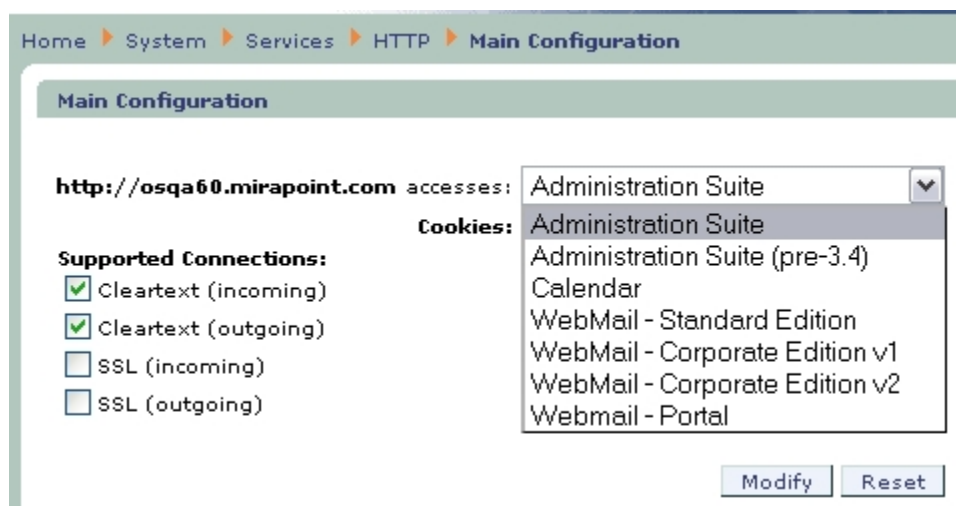 Home System Services HTTP Main Configuration
Main Configuration
http://osqa60.mirapoint.com accesses: Administration Suite
Cookies: Administration Suite
Administration Suite (pre-3.4)
Calendar
WebMail - Standard Edition
WebMail - Corporate Edition v1
WebMail - Corporate Edition v2
Webmail - Portal
Supported Connections:
Cleartext (incoming)
Cleartext (outgoing)
SSL (incoming)
SSL (outgoing)
Modify Reset